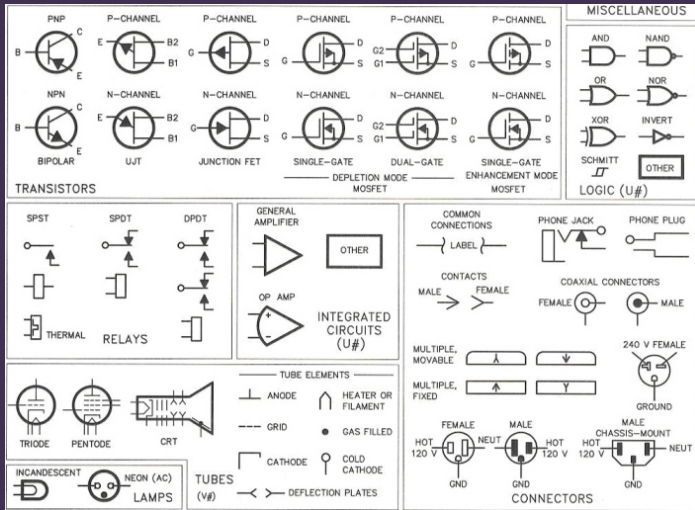 PNP
P-CHANNEL
P-CHANNEL
P-CHANNEL
P-CHANNEL
P-CHANNEL
B
C
E
E
B2
B1
G
D
S
G
D
S
G2
G1
D
S
G
D
S
NPN
N-CHANNEL
N-CHANNEL
N-CHANNEL
N-CHANNEL
N-CHANNEL
B
C
E
E
B2
B1
G
D
S
G
D
S
G2
G1
D
S
G
D
S
BIPOLAR
UJT
JUNCTION FET
SINGLE-GATE
DUAL-GATE
SINGLE-GATE
DEPLETION MODE
MOSFET
ENHANCEMENT MODE
MOSFET
TRANSISTORS
MISCELLANEOUS
AND
NAND
OR
NOR
XOR
INVERT
SCHMITT
OTHER
LOGIC (U#)
SPST
SPDT
DPDT
THERMAL
RELAYS
GENERAL
AMPLIFIER
OTHER
OP AMP
+
−
INTEGRATED
CIRCUITS
(U#)
COMMON
CONNECTIONS
LABEL
PHONE JACK
PHONE PLUG
CONTACTS
MALE
FEMALE
COAXIAL CONNECTORS
FEMALE
MALE
MULTIPLE,
MOVABLE
MULTIPLE,
FIXED
240 V FEMALE
GROUND
FEMALE
HOT
120 V
NEUT
GND
MALE
HOT
120 V
GND
MALE
CHASSIS-MOUNT
HOT
120 V
NEUT
GND
CONNECTORS
TRIODE
PENTODE
CRT
TUBE ELEMENTS
ANODE
HEATER OR
FILAMENT
GRID
GAS FILLED
CATHODE
COLD
CATHODE
DEFLECTION PLATES
TUBES
(V#)
INCANDESCENT
NEON (AC)
LAMPS